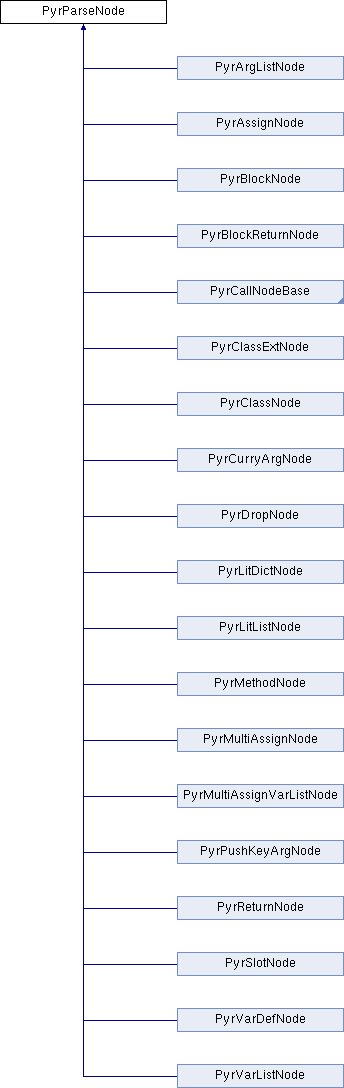 PyrParseNode
PyrArgListNode
PyrAssignNode
PyrBlockNode
PyrBlockReturnNode
PyrCallNodeBase
PyrClassExtNode
PyrClassNode
PyrCurryArgNode
PyrDropNode
PyrLitDictNode
PyrLitListNode
PyrMethodNode
PyrMultiAssignNode
PyrMultiAssignVarListNode
PyrPushKeyArgNode
PyrReturnNode
PyrSlotNode
PyrVarDefNode
PyrVarListNode